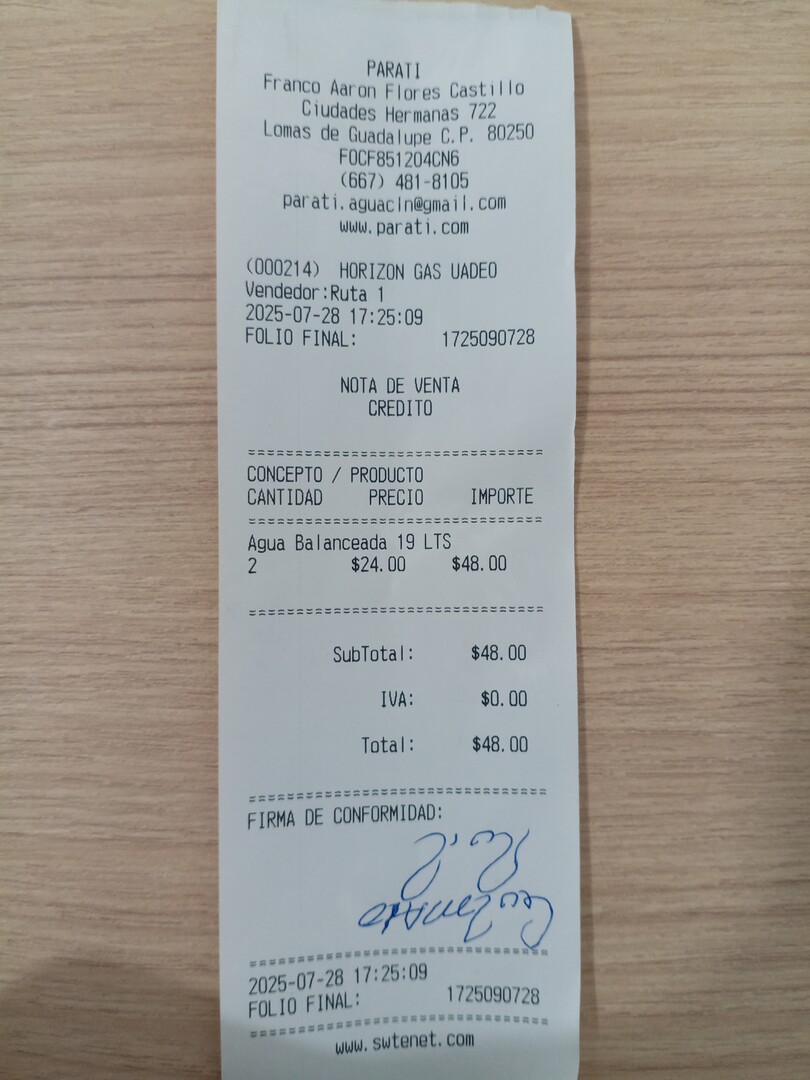 PARATI
Franco Aaron Flores Castillo
Ciudades Hermanas 722
Lomas de Guadalupe C.P. 80250
FOCF851204CN6
(667) 481-8105
parati.aguacln@gmail.com
www.parati.com
(000214) HORIZON GAS UADEO
Vendedor:Ruta 1
2025-07-28 17:25:09
FOLIO FINAL: 1725090728
NOTA DE VENTA
CREDITO
================================
CONCEPTO / PRODUCTO
CANTIDAD PRECIO IMPORTE
================================
Agua Balanceada 19 LTS
2 $24.00 $48.00
================================
SubTotal: $48.00
IVA: $0.00
Total: $48.00
================================
FIRMA DE CONFORMIDAD:
================================
2025-07-28 17:25:09
FOLIO FINAL: 1725090728
================================
www.swtenet.com